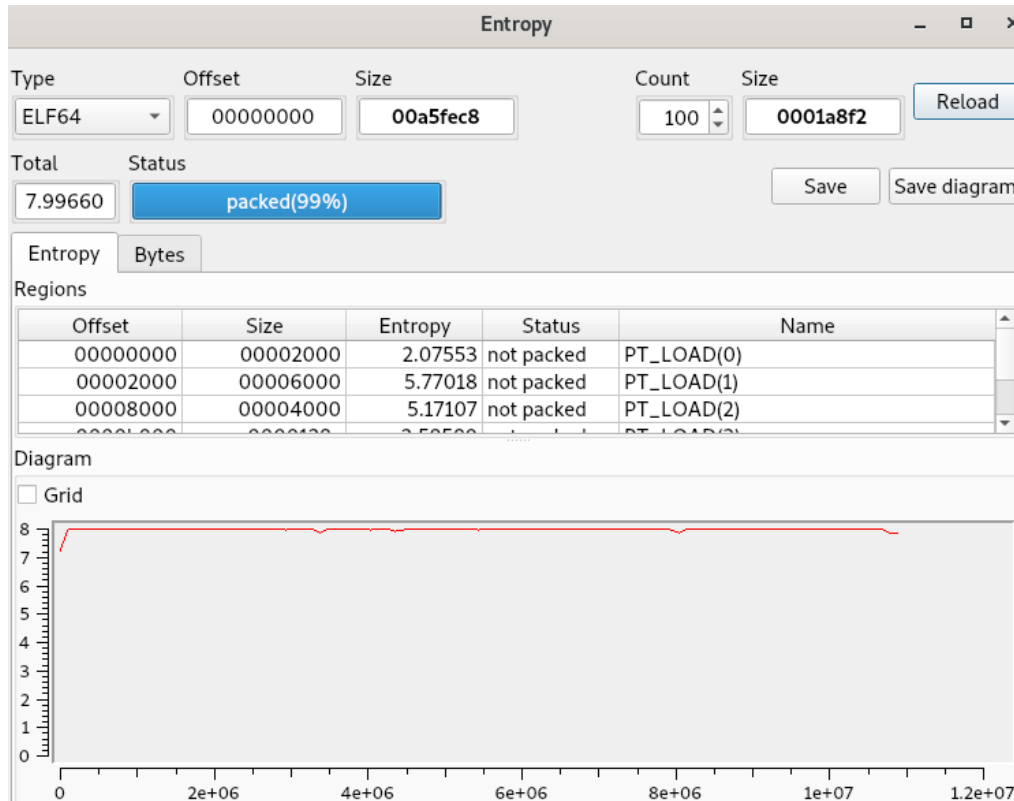 Entropy
Type Offset Size Count Size
ELF64 00000000 00a5fec8 100 0001a8f2 Reload
Total Status
7.99660 packed(99%) Save Save diagram
Entropy Bytes
Regions
Offset Size Entropy Status Name
00000000 00002000 2.07553 not packed PT_LOAD(0)
00002000 00006000 5.77018 not packed PT_LOAD(1)
00008000 00004000 5.17107 not packed PT_LOAD(2)
Diagram
Grid
8
7
6
5
4
3
2
1
0
0 2e+06 4e+06 6e+06 8e+06 1e+07 1.2e+07